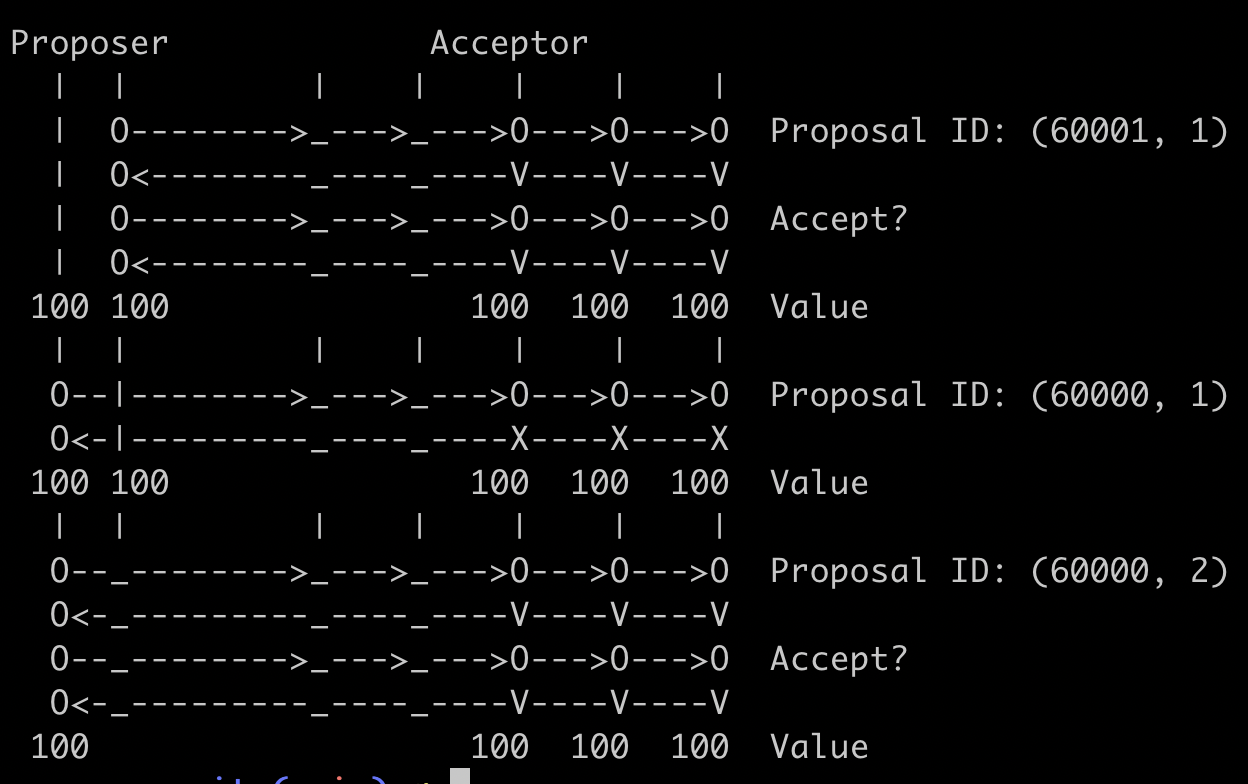 Proposer             Acceptor
  |  |         |    |    |    |    |
  |  O-------->_--->_--->O--->O--->O  Proposal ID: (60001, 1)
  |  O<--------_----_----V----V----V
  |  O-------->_--->_--->O--->O--->O  Accept?
  |  O<--------_----_----V----V----V
 100 100               100  100  100  Value
  |  |         |    |    |    |    |
  O--|-------->_--->_--->O--->O--->O  Proposal ID: (60000, 1)
  O<-|---------_----_----X----X----X
 100 100               100  100  100  Value
  |  |         |    |    |    |    |
  O--_-------->_--->_--->O--->O--->O  Proposal ID: (60000, 2)
  O<-_---------_----_----V----V----V
  O--_-------->_--->_--->O--->O--->O  Accept?
  O<-_---------_----_----V----V----V
 100                   100  100  100  Value